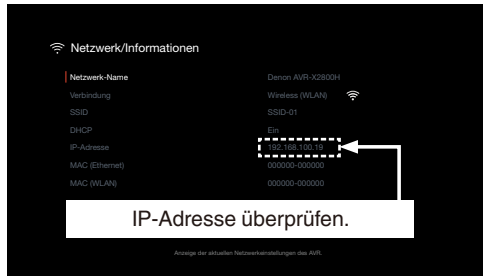 Netzwerk/Informationen
Netzwerk-Name Denon AVR-X2800H
Verbindung Wireless (WLAN)
SSID SSID-01
DHCP Ein
IP-Adresse 192.168.100.19
MAC (Ethernet) 000000-000000
MAC (WLAN) 000000-000000
IP-Adresse überprüfen.
Anzeige der aktuellen Netzwerkeinstellungen des AVR.